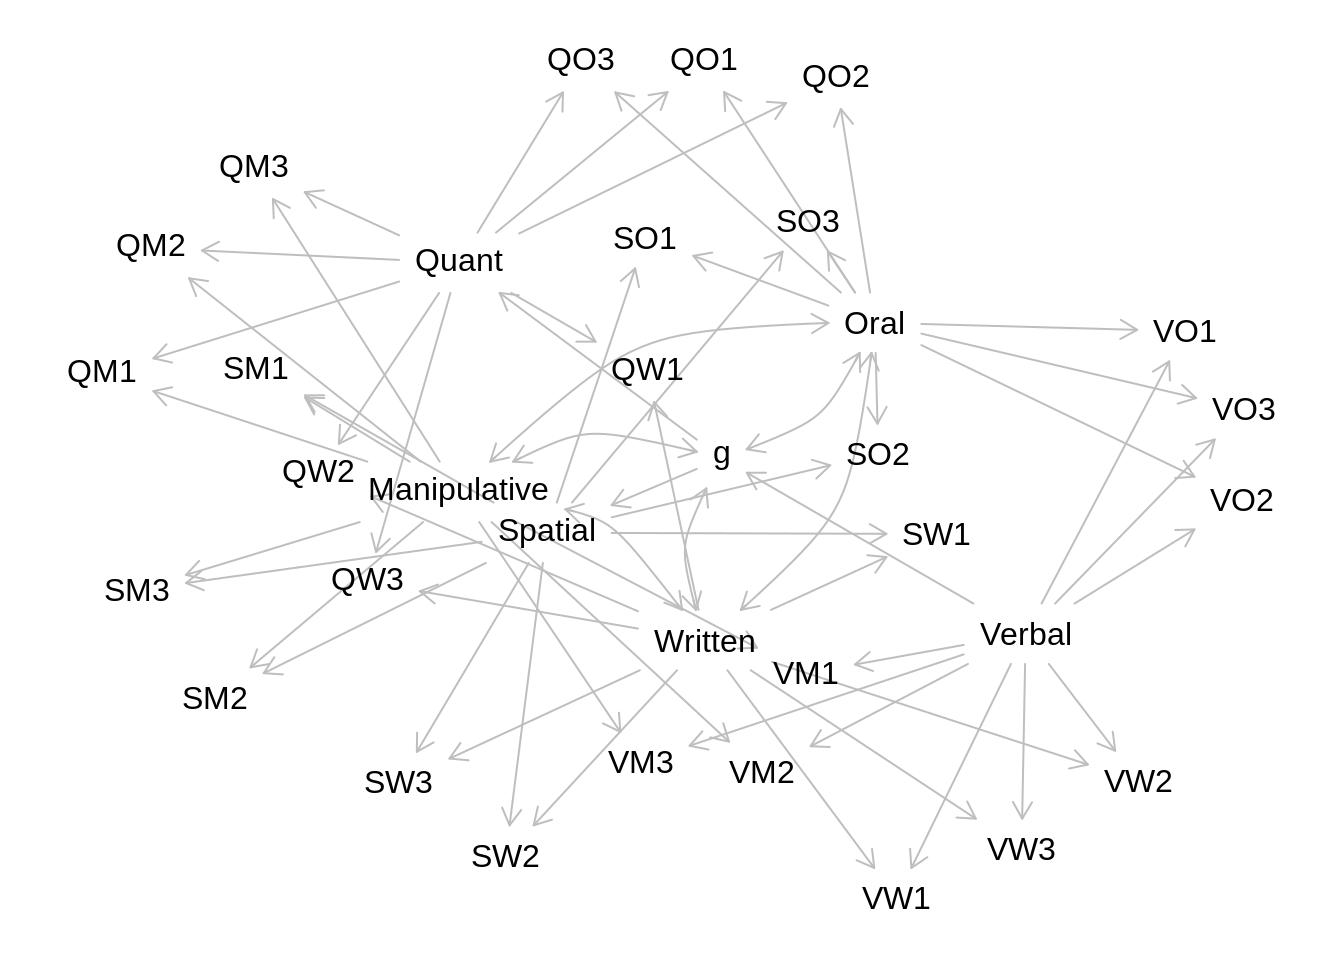 QO3
QO1
QO2
QM3
SO3
SO1
QM2
Quant
Oral
VO1
SM1
QW1
QM1
VO3
g
SO2
QW2
Manipulative
VO2
Spatial
SW1
QW3
SM3
Verbal
Written
VM1
SM2
VM3
VM2
SW3
VW2
VW3
SW2
VW1